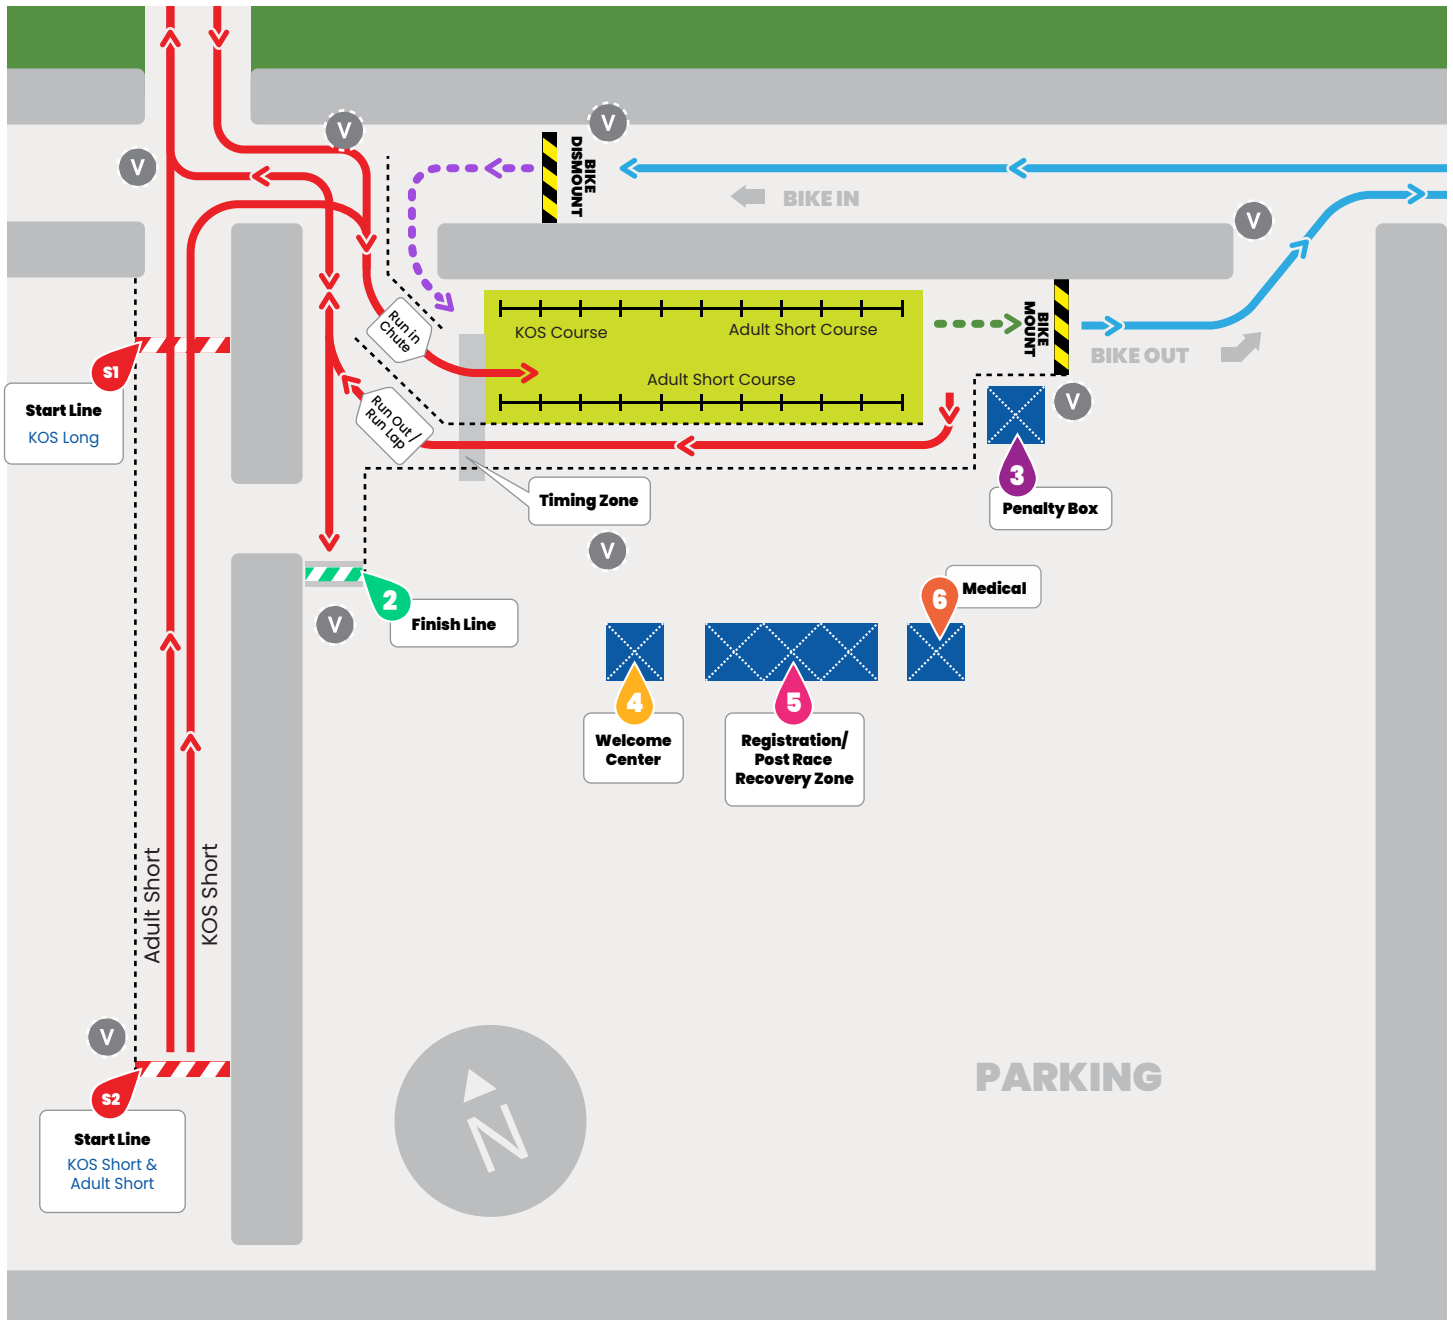 V
V
V
BIKE
DISMOUNT
BIKE IN
V
Run in
Chute
KOS Course
Adult Short Course
Adult Short Course
BIKE
MOUNT
BIKE OUT
S1
Start Line
KOS Long
Run Out /
Run Lap
V
3
Penalty Box
Timing Zone
V
2
Finish Line
V
6
Medical
4
Welcome
Center
5
Registration/
Post Race
Recovery Zone
Adult Short
KOS Short
V
S2
Start Line
KOS Short &
Adult Short
N
PARKING